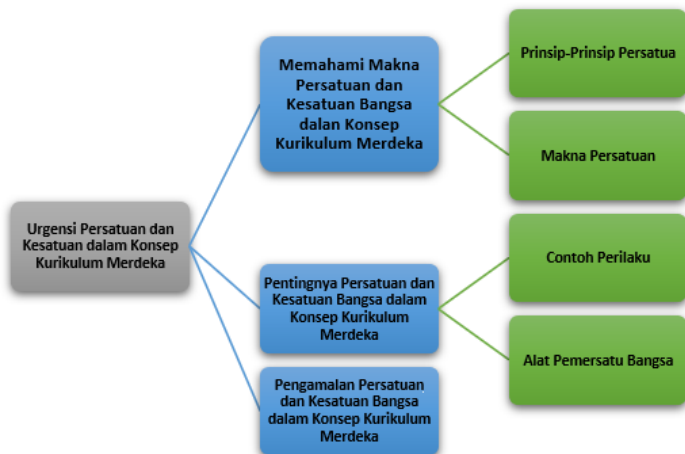 Urgensi Persatuan dan
Kesatuan dalam Konsep
Kurikulum Merdeka
Memahami Makna
Persatuan dan
Kesatuan Bangsa
dalan Konsep
Kurikulum Merdeka
Prinsip-Prinsip Persatua
Makna Persatuan
Pentingnya Persatuan dan
Kesatuan Bangsa dalam
Konsep Kurikulum
Merdeka
Contoh Perilaku
Alat Pemersatu Bangsa
Pengamalan Persatuan
dan Kesatuan Bangsa
dalam Konsep Kurikulum
Merdeka